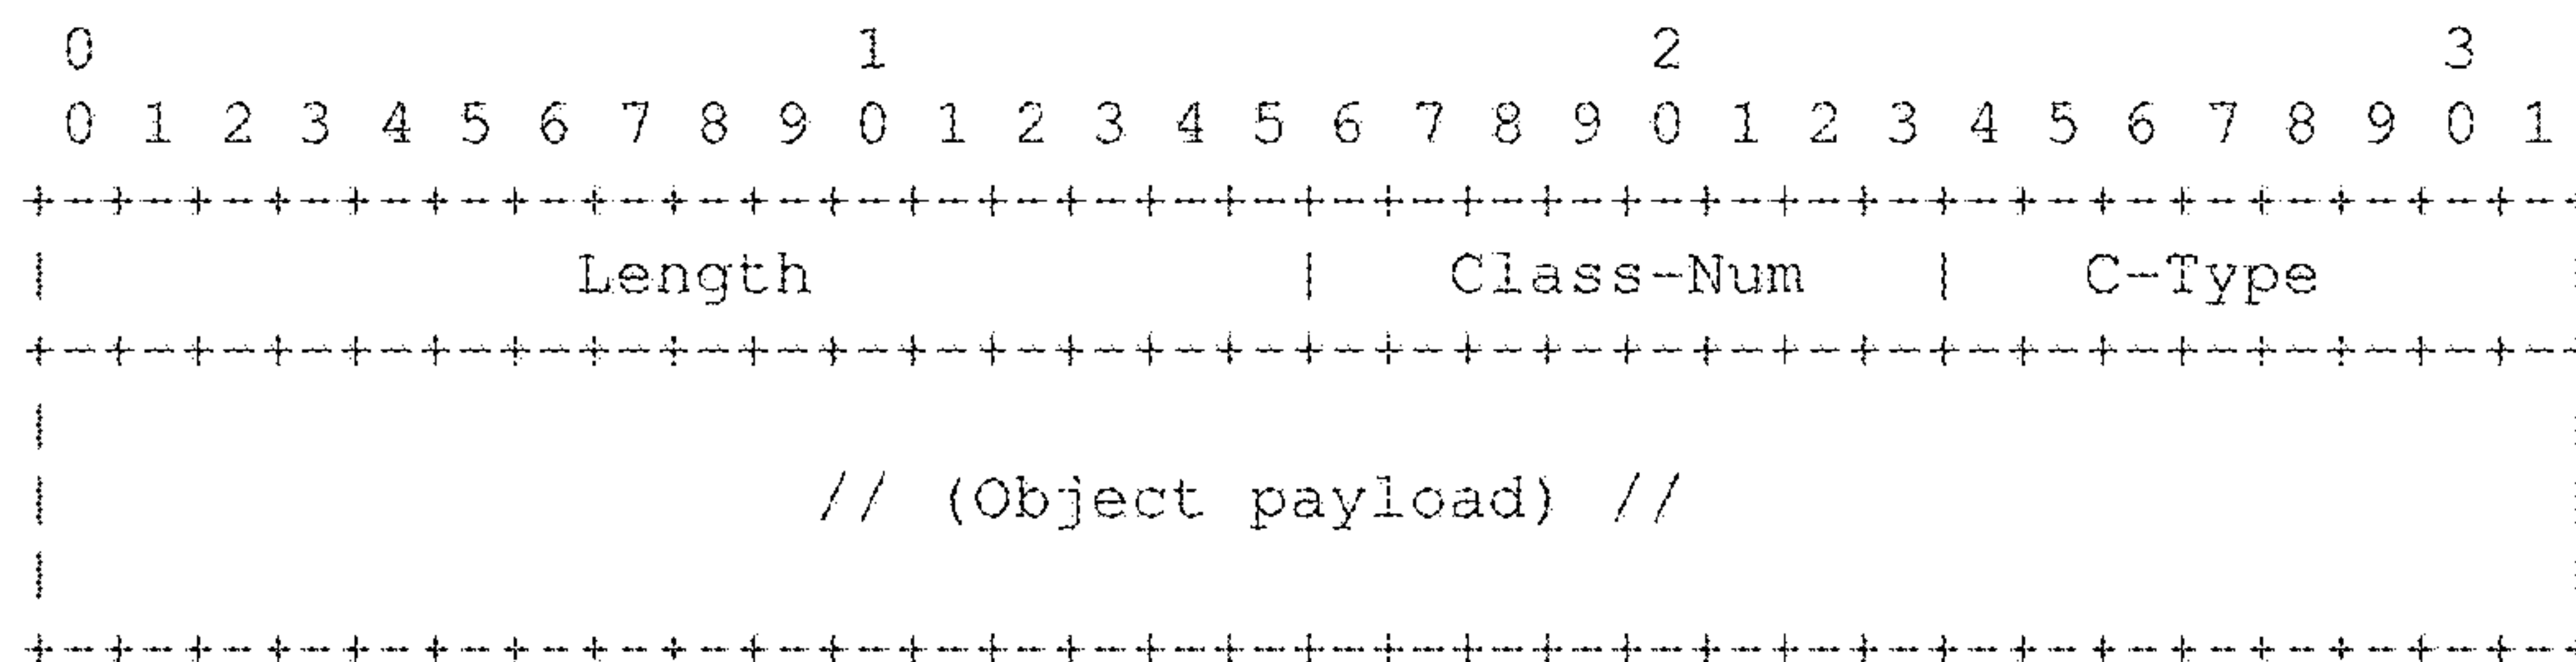 0                   1                   2                   3
0 1 2 3 4 5 6 7 8 9 0 1 2 3 4 5 6 7 8 9 0 1 2 3 4 5 6 7 8 9 0 1
+-+-+-+-+-+-+-+-+-+-+-+-+-+-+-+-+-+-+-+-+-+-+-+-+-+-+-+-+-+-+-+-+
|             Length            |   Class-Num   |   C-Type      |
+-+-+-+-+-+-+-+-+-+-+-+-+-+-+-+-+-+-+-+-+-+-+-+-+-+-+-+-+-+-+-+-+
|                                                               |
|                   // (Object payload) //                      |
|                                                               |
+-+-+-+-+-+-+-+-+-+-+-+-+-+-+-+-+-+-+-+-+-+-+-+-+-+-+-+-+-+-+-+-+